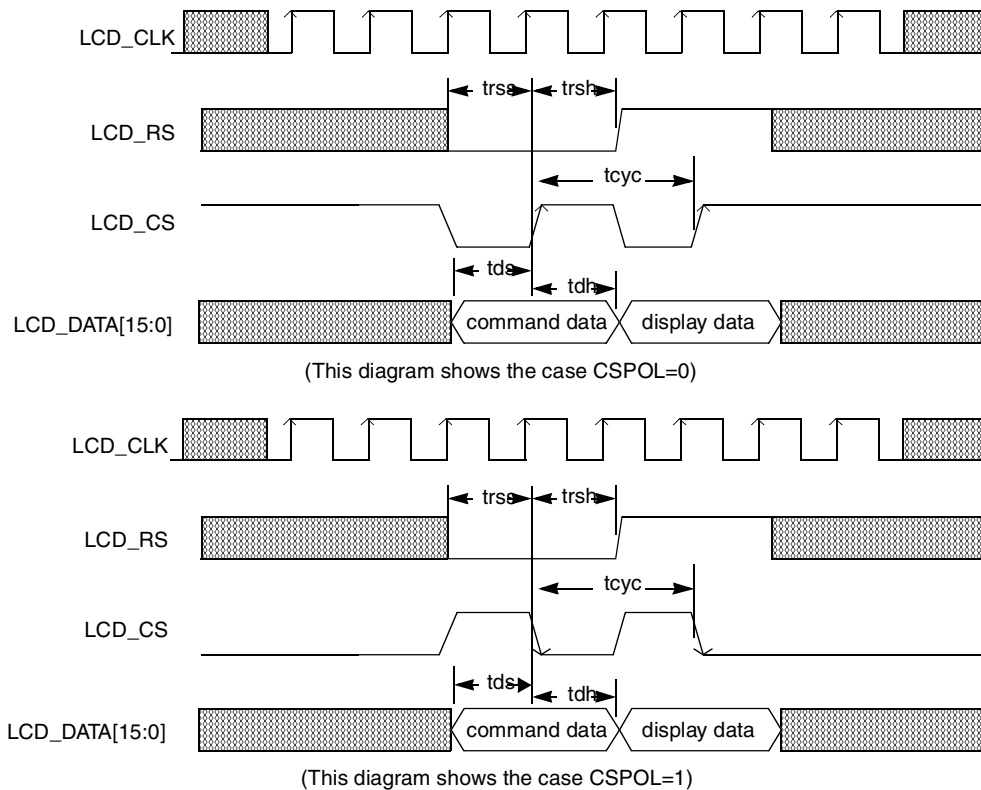 LCD_CLK
trss trsh
LCD_RS
tcyc
LCD_CS
tds
tdh
LCD_DATA[15:0] command data display data
(This diagram shows the case CSPOL=0)
LCD_CLK
trss trsh
LCD_RS
tcyc
LCD_CS
tds
tdh
LCD_DATA[15:0] command data display data
(This diagram shows the case CSPOL=1)